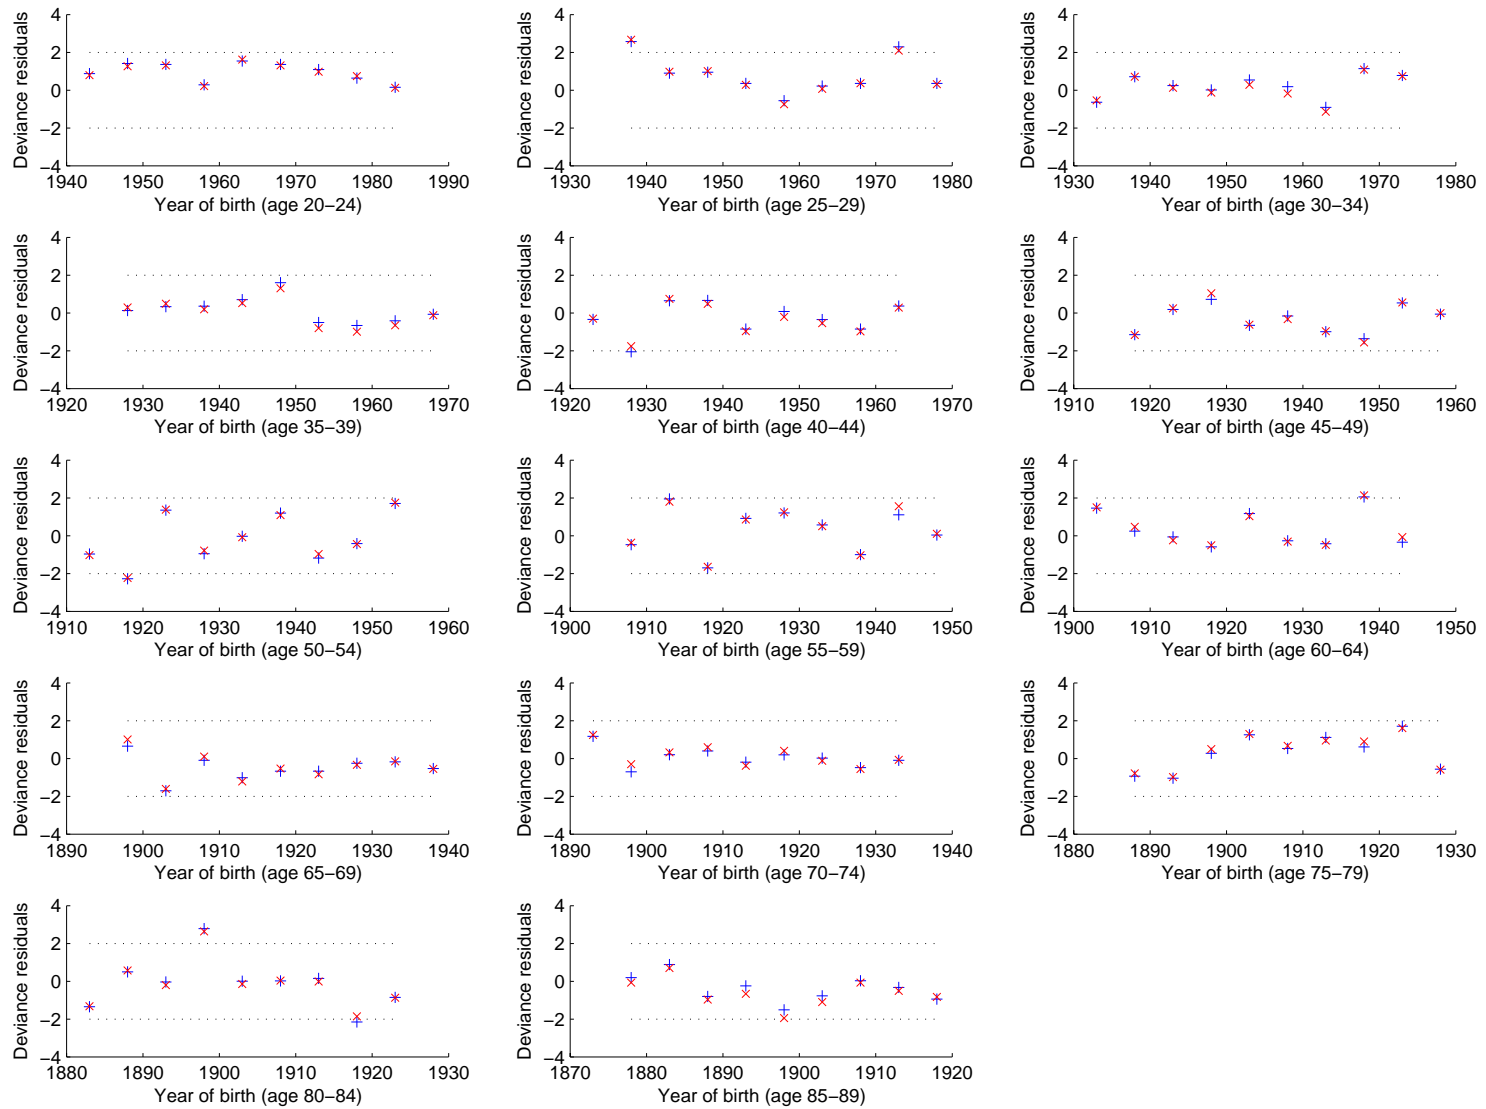 Deviance residuals
4
2
0
−2
−4
1940 1950 1960 1970 1980 1990
Year of birth (age 20−24)
Deviance residuals
4
2
0
−2
−4
1930 1940 1950 1960 1970 1980
Year of birth (age 25−29)
Deviance residuals
4
2
0
−2
−4
1930 1940 1950 1960 1970 1980
Year of birth (age 30−34)
Deviance residuals
4
2
0
−2
−4
1920 1930 1940 1950 1960 1970
Year of birth (age 35−39)
Deviance residuals
4
2
0
−2
−4
1920 1930 1940 1950 1960 1970
Year of birth (age 40−44)
Deviance residuals
4
2
0
−2
−4
1910 1920 1930 1940 1950 1960
Year of birth (age 45−49)
Deviance residuals
4
2
0
−2
−4
1910 1920 1930 1940 1950 1960
Year of birth (age 50−54)
Deviance residuals
4
2
0
−2
−4
1900 1910 1920 1930 1940 1950
Year of birth (age 55−59)
Deviance residuals
4
2
0
−2
−4
1900 1910 1920 1930 1940 1950
Year of birth (age 60−64)
Deviance residuals
4
2
0
−2
−4
1890 1900 1910 1920 1930 1940
Year of birth (age 65−69)
Deviance residuals
4
2
0
−2
−4
1890 1900 1910 1920 1930 1940
Year of birth (age 70−74)
Deviance residuals
4
2
0
−2
−4
1880 1890 1900 1910 1920 1930
Year of birth (age 75−79)
Deviance residuals
4
2
0
−2
−4
1880 1890 1900 1910 1920 1930
Year of birth (age 80−84)
Deviance residuals
4
2
0
−2
−4
1870 1880 1890 1900 1910 1920
Year of birth (age 85−89)